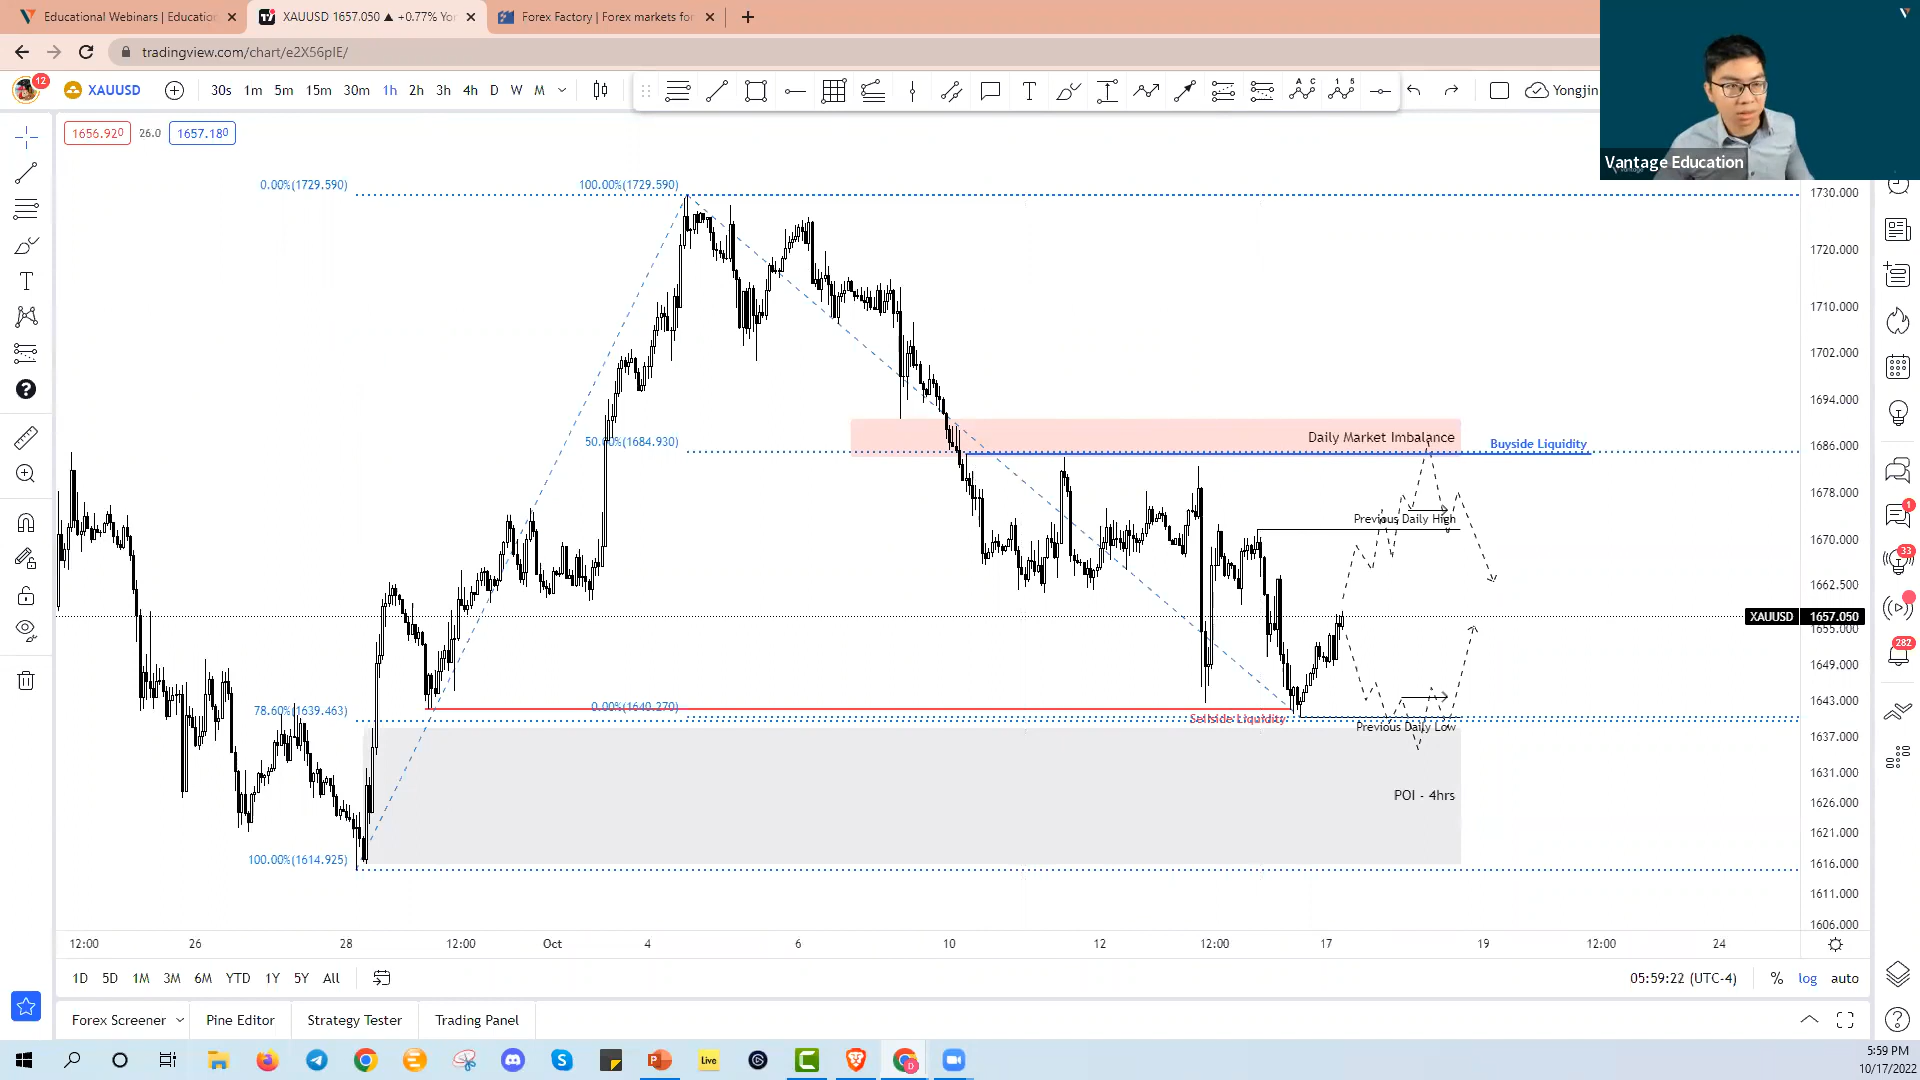 Educational Webinars | Education
XAUUSD 1657.050 ▲ +0.77% Yon
Forex Factory | Forex markets for
tradingview.com/chart/e2X56pIE/
12
XAUUSD
30s 1m 5m 15m 30m 1h 2h 3h 4h D W M
Yongjin
Vantage Education
1656.920 26.0 1657.180
0.00%(1729.590)
100.00%(1729.590)
50.00%(1684.930)
Daily Market Imbalance
Buyside Liquidity
Previous Daily High
78.60%(1639.463)
0.00%(1640.270)
Sellside Liquidity
Previous Daily Low
POI - 4hrs
100.00%(1614.925)
1730.000
1720.000
1710.000
1702.000
1694.000
1686.000
1678.000
1670.000
1662.500
XAUUSD 1657.050
1655.000
1649.000
1643.000
1637.000
1631.000
1626.000
1621.000
1616.000
1611.000
1606.000
1
33
282
12:00 26 28 12:00 Oct 4 6 10 12 12:00 17 19 12:00 24
1D 5D 1M 3M 6M YTD 1Y 5Y All
05:59:22 (UTC-4) % log auto
Forex Screener Pine Editor Strategy Tester Trading Panel
Live
5:59 PM
10/17/2022